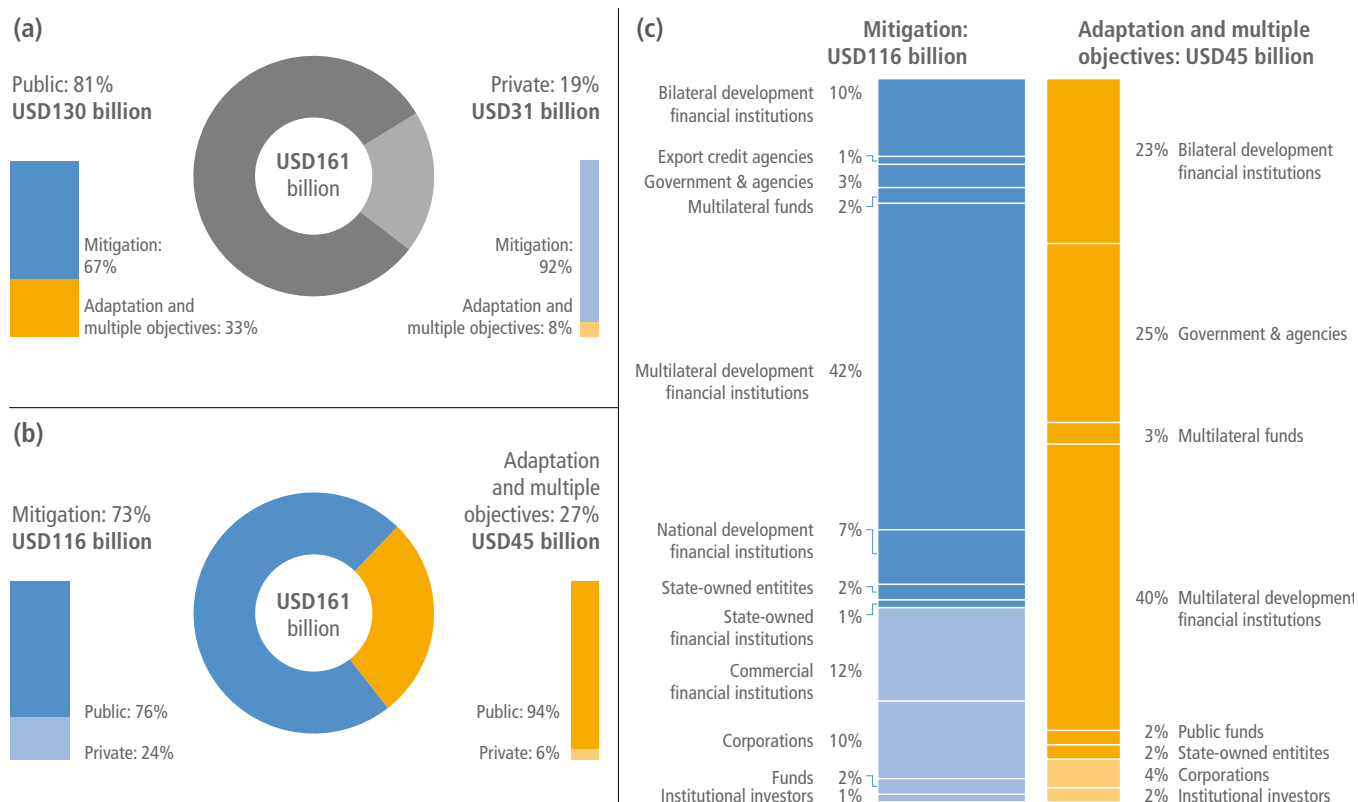 (a)
Public: 81%
USD130 billion
Private: 19%
USD31 billion
USD161
billion
Mitigation:
67%
Adaptation and
multiple objectives: 33%
Mitigation:
92%
Adaptation and
multiple objectives: 8%
(b)
Mitigation: 73%
USD116 billion
Adaptation
and multiple
objectives: 27%
USD45 billion
USD161
billion
Public: 76%
Private: 24%
Public: 94%
Private: 6%
(c)
Mitigation:
USD116 billion
Adaptation and multiple
objectives: USD45 billion
Bilateral development 10%
financial institutions
Export credit agencies 1%
Government & agencies 3%
Multilateral funds 2%
Multilateral development 42%
financial institutions
National development 7%
financial institutions
State-owned entitites 2%
State-owned 1%
financial institutions
Commercial 12%
financial institutions
Corporations 10%
Funds 2%
Institutional investors 1%
23% Bilateral development
financial institutions
25% Government & agencies
3% Multilateral funds
40% Multilateral development
financial institutions
2% Public funds
2% State-owned entitites
4% Corporations
2% Institutional investors